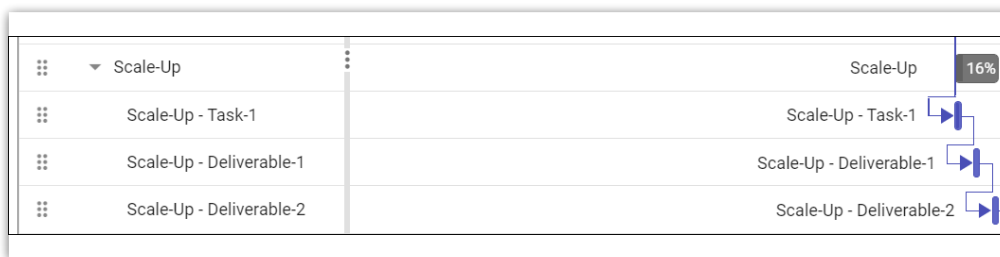 Scale-Up Scale-Up 16%
Scale-Up - Task-1 Scale-Up - Task-1
Scale-Up - Deliverable-1 Scale-Up - Deliverable-1
Scale-Up - Deliverable-2 Scale-Up - Deliverable-2